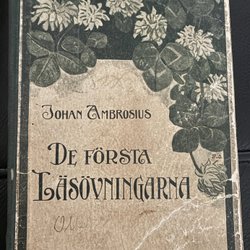 JOHAN AMBROSIUS
DE FÖRSTA
LÄSÖVNINGARNA